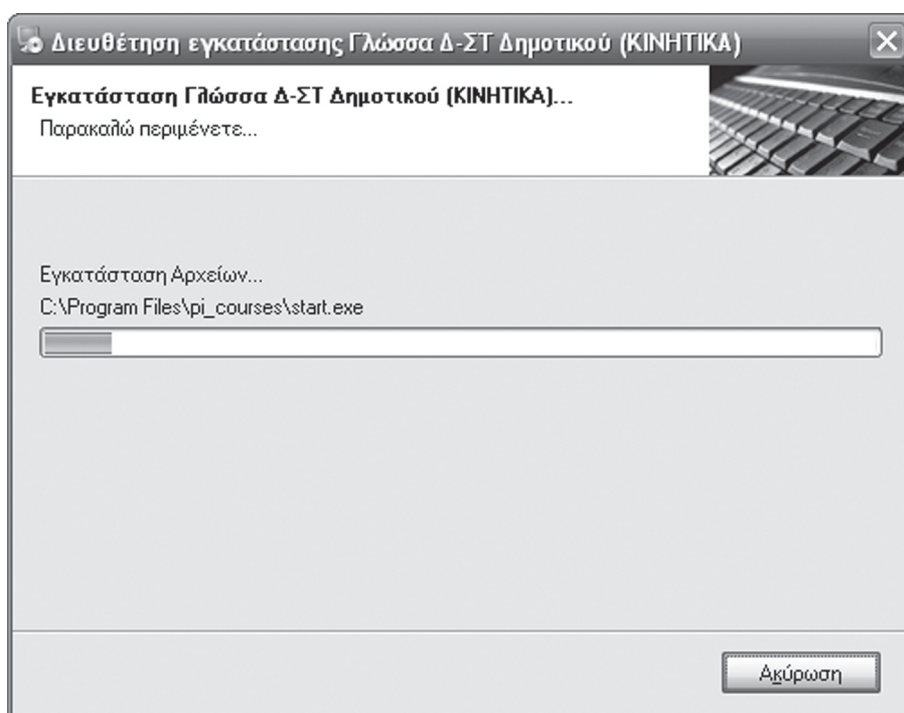 Διευθέτηση εγκατάστασης Γλώσσα Δ-ΣΤ Δημοτικού (ΚΙΝΗΤΙΚΑ)
Εγκατάσταση Γλώσσα Δ-ΣΤ Δημοτικού (ΚΙΝΗΤΙΚΑ)...
Παρακαλώ περιμένετε...
Εγκατάσταση Αρχείων...
C:\Program Files\pi_courses\start.exe
Ακύρωση